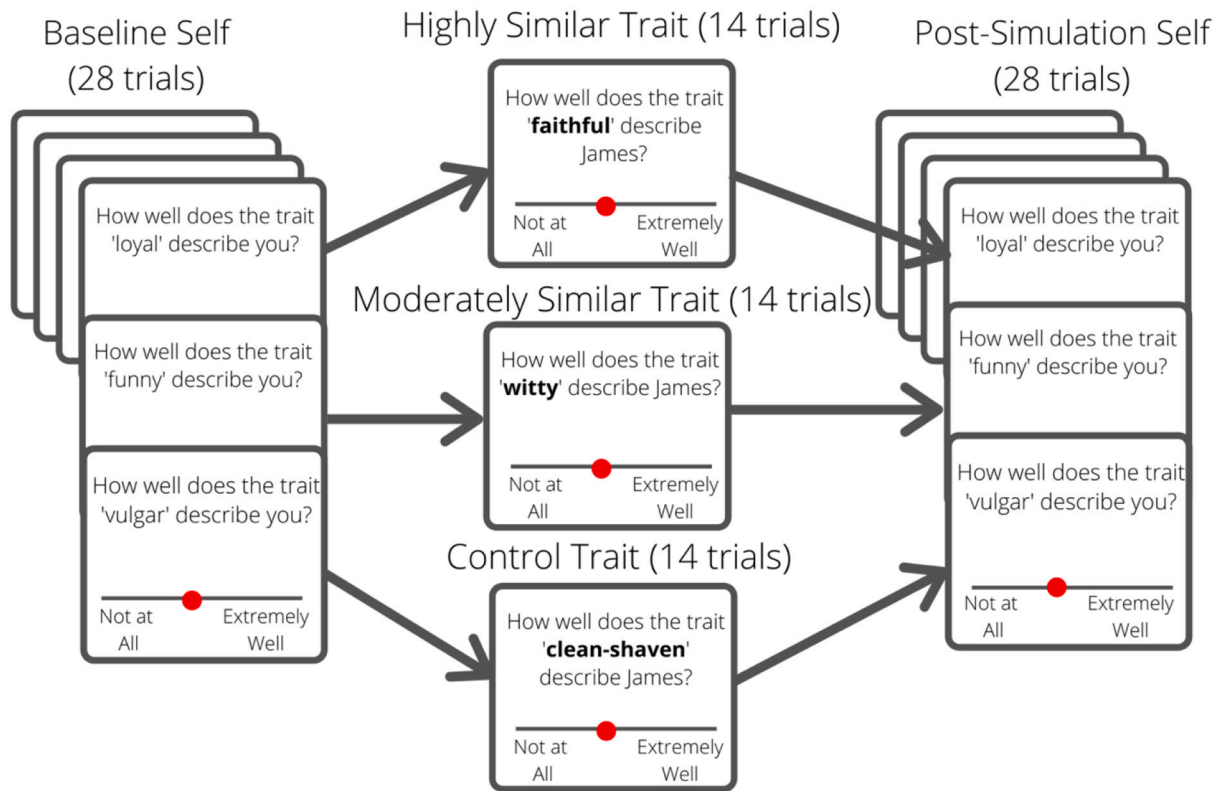 Baseline Self
(28 trials)
How well does the trait
'loyal' describe you?
How well does the trait
'funny' describe you?
How well does the trait
'vulgar' describe you?
Not at
All
Extremely
Well
Highly Similar Trait (14 trials)
How well does the trait
'faithful' describe
James?
Not at
All
Extremely
Well
Moderately Similar Trait (14 trials)
How well does the trait
'witty' describe James?
Not at
All
Extremely
Well
Control Trait (14 trials)
How well does the trait
'clean-shaven'
describe James?
Not at
All
Extremely
Well
Post-Simulation Self
(28 trials)
How well does the trait
'loyal' describe you?
How well does the trait
'funny' describe you?
How well does the trait
'vulgar' describe you?
Not at
All
Extremely
Well